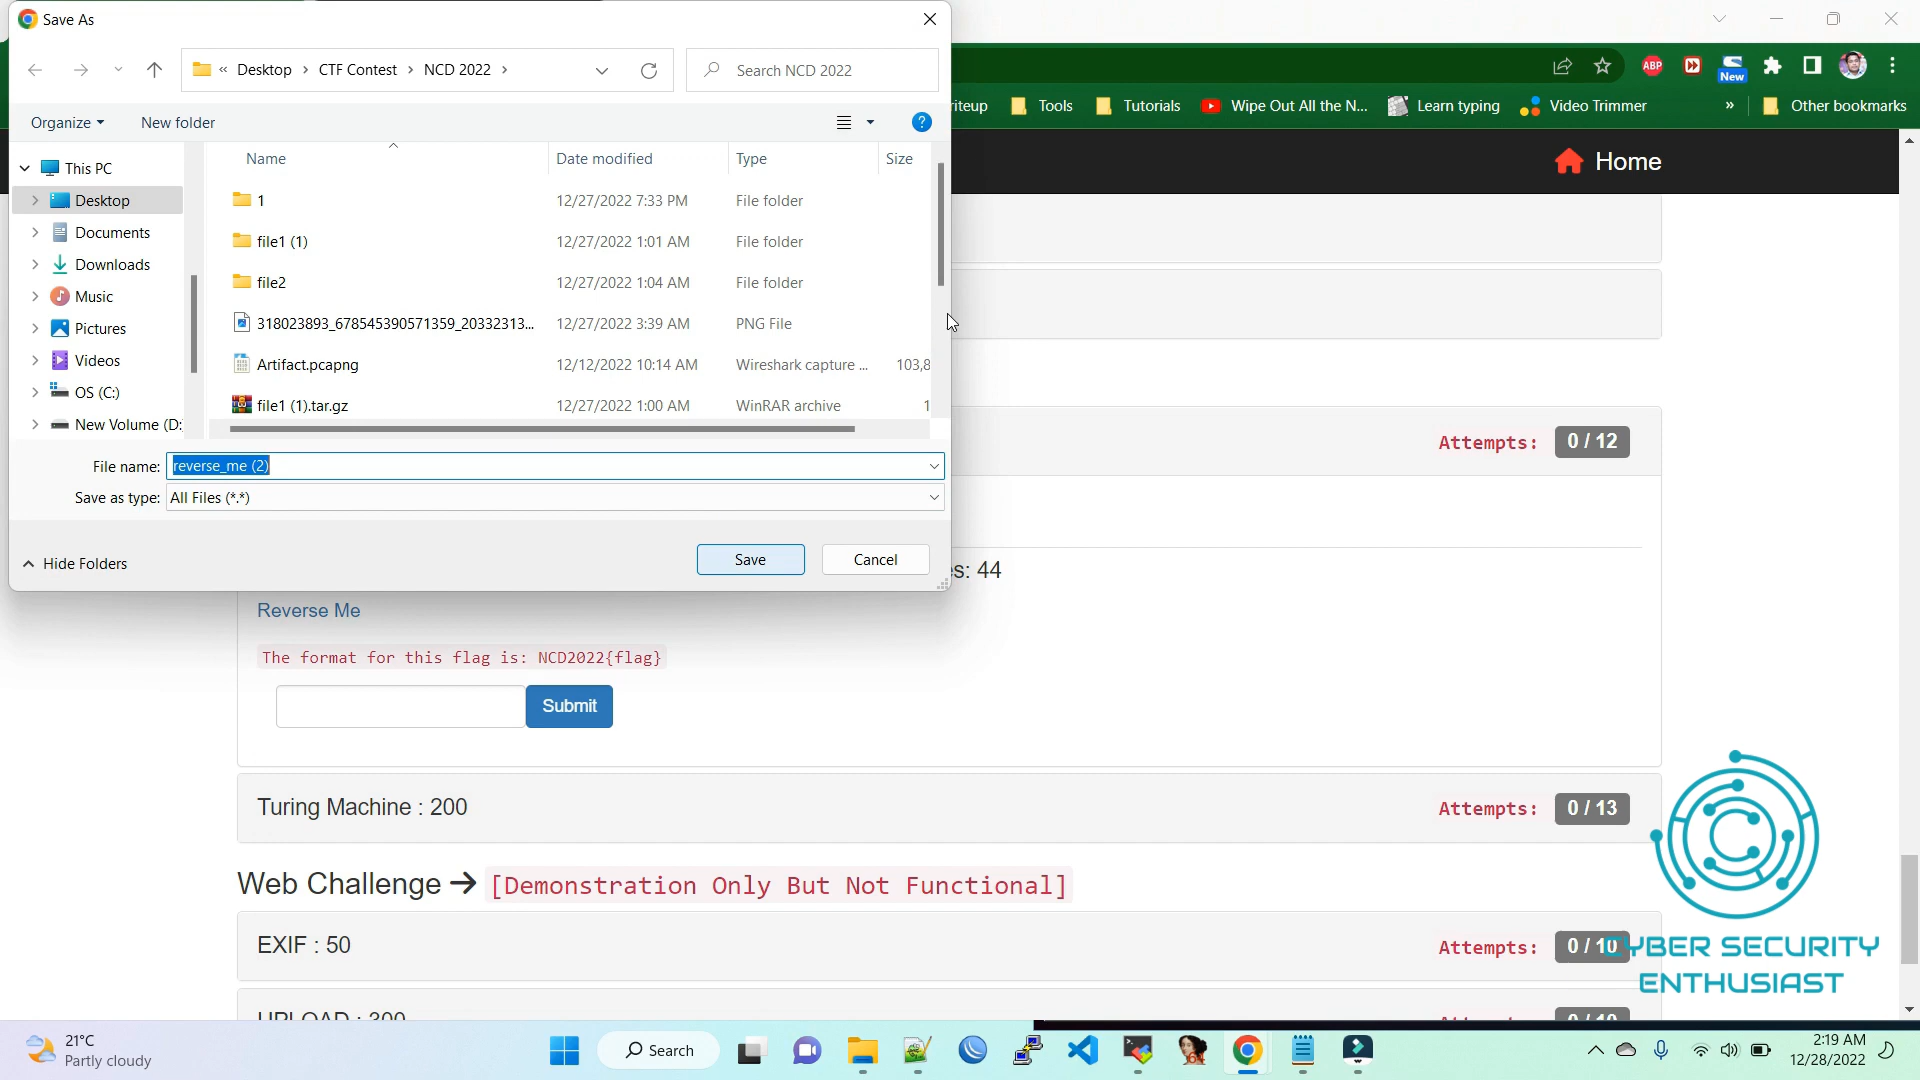 Save As
« Desktop › CTF Contest › NCD 2022 ›
Search NCD 2022
Organize
New folder
Name
Date modified
Type
Size
This PC
Desktop
Documents
Downloads
Music
Pictures
Videos
OS (C:)
New Volume (D:
1 12/27/2022 7:33 PM File folder
file1 (1) 12/27/2022 1:01 AM File folder
file2 12/27/2022 1:04 AM File folder
318023893_678545390571359_20332313... 12/27/2022 3:39 AM PNG File
Artifact.pcapng 12/12/2022 10:14 AM Wireshark capture ... 103,8
file1 (1).tar.gz 12/27/2022 1:00 AM WinRAR archive 1
File name: reverse_me (2)
Save as type: All Files (*.*)
Hide Folders
Save
Cancel
ABP
New
riteup
Tools
Tutorials
Wipe Out All the N...
Learn typing
Video Trimmer
»
Other bookmarks
Home
Attempts: 0 / 12
s: 44
Reverse Me
The format for this flag is: NCD2022{flag}
Submit
Turing Machine : 200
Attempts: 0 / 13
Web Challenge → [Demonstration Only But Not Functional]
EXIF : 50
Attempts: 0 / 10
UPLOAD : 300
CYBER SECURITY
ENTHUSIAST
21°C
Partly cloudy
Search
2:19 AM
12/28/2022